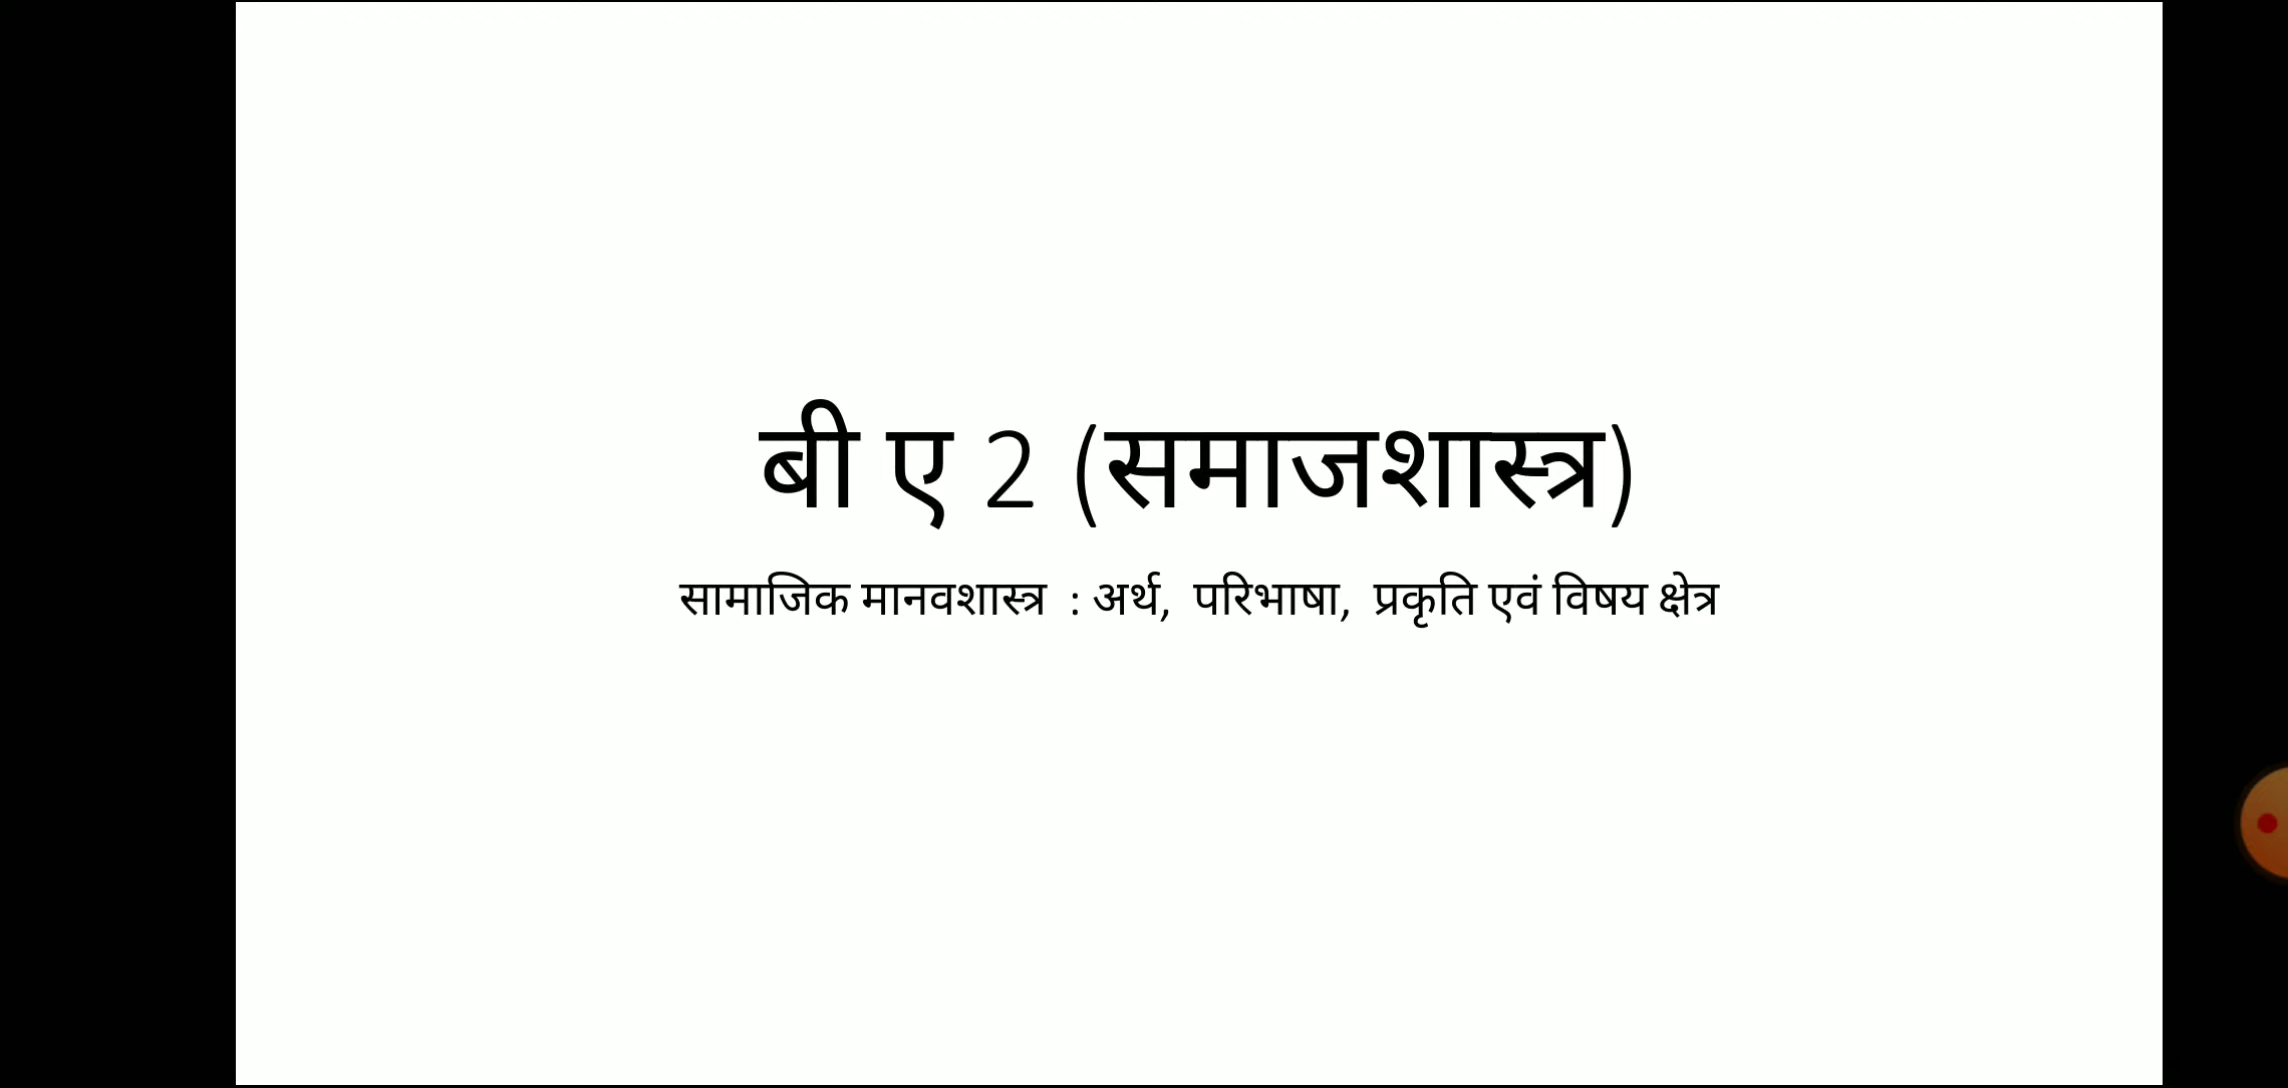 बी ए 2 (समाजशास्त्र)
सामाजिक मानवशास्त्र : अर्थ, परिभाषा, प्रकृति एवं विषय क्षेत्र